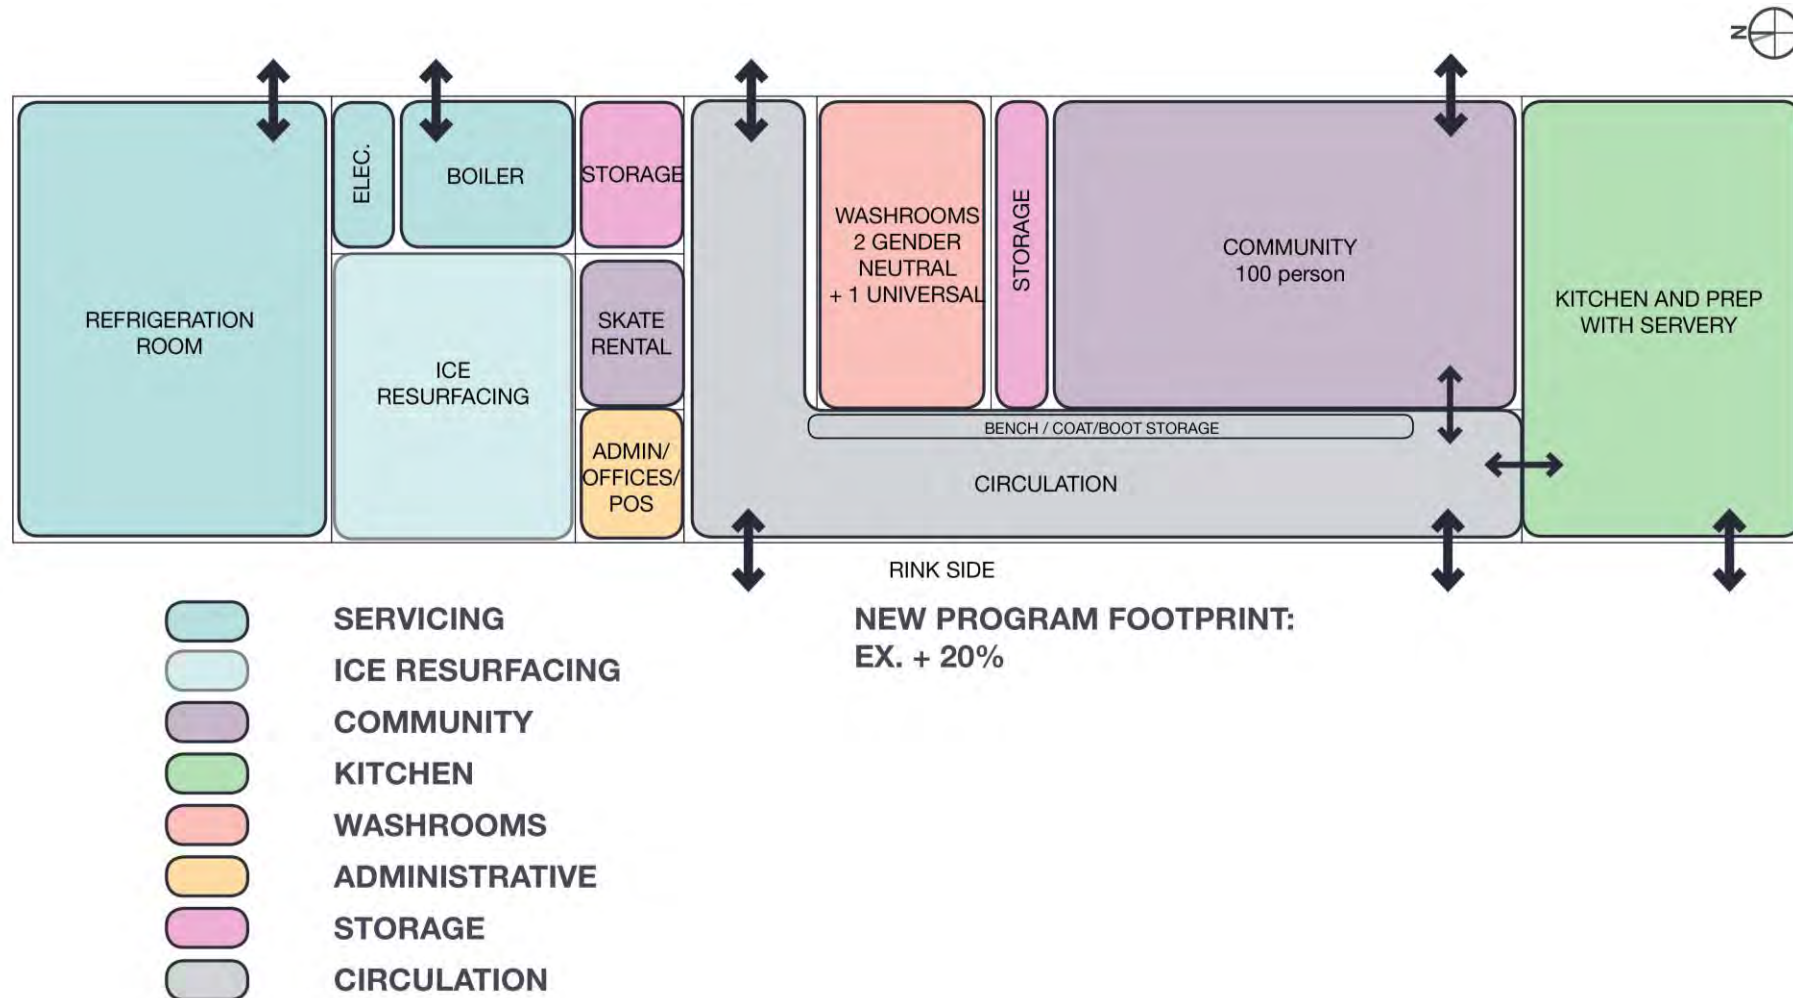 N
ELEC.
BOILER
STORAGE
WASHROOMS
2 GENDER
NEUTRAL
+ 1 UNIVERSAL
STORAGE
COMMUNITY
100 person
KITCHEN AND PREP
WITH SERVERY
REFRIGERATION
ROOM
ICE
RESURFACING
SKATE
RENTAL
ADMIN/
OFFICES/
POS
BENCH / COAT/BOOT STORAGE
CIRCULATION
RINK SIDE
SERVICING
ICE RESURFACING
COMMUNITY
KITCHEN
WASHROOMS
ADMINISTRATIVE
STORAGE
CIRCULATION
NEW PROGRAM FOOTPRINT:
EX. + 20%